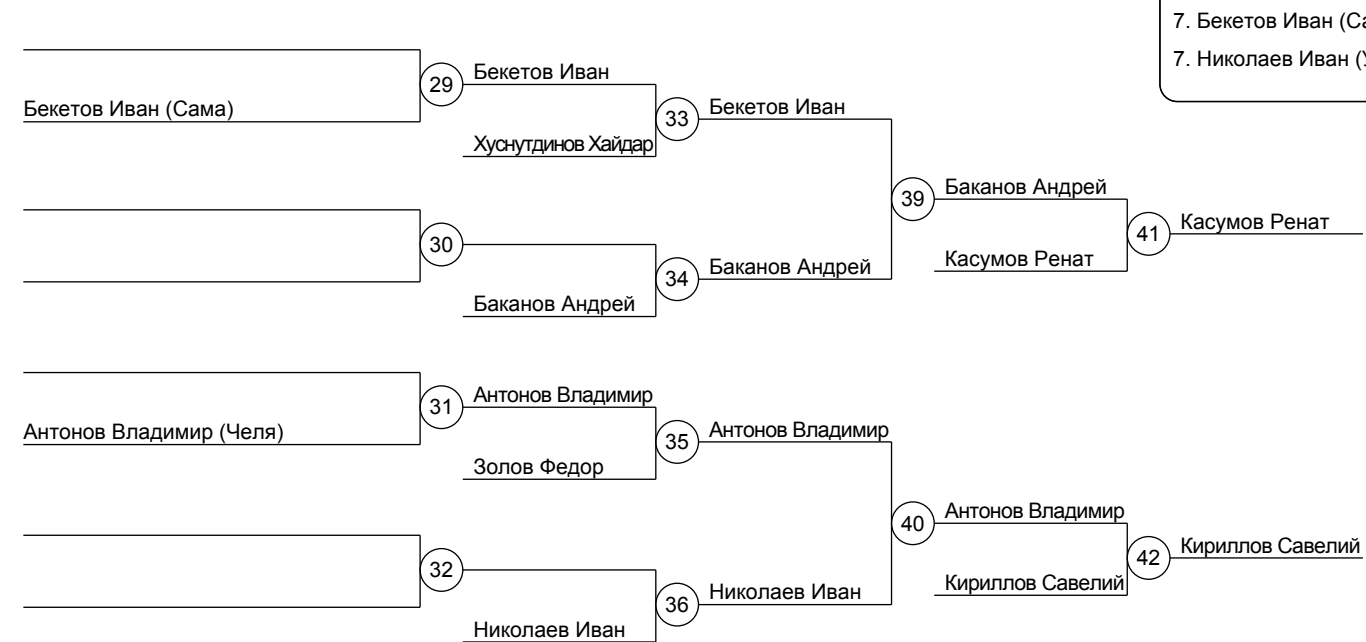 7. Бекетов Иван (Са
7. Николаев Иван (У
29 Бекетов Иван
Бекетов Иван (Сама)
33 Бекетов Иван
Хуснутдинов Хайдар
39 Баканов Андрей
41 Касумов Ренат
30
34 Баканов Андрей
Касумов Ренат
Баканов Андрей
31 Антонов Владимир
Антонов Владимир (Челя)
35 Антонов Владимир
Золов Федор
40 Антонов Владимир
42 Кириллов Савелий
32
36 Николаев Иван
Кириллов Савелий
Николаев Иван